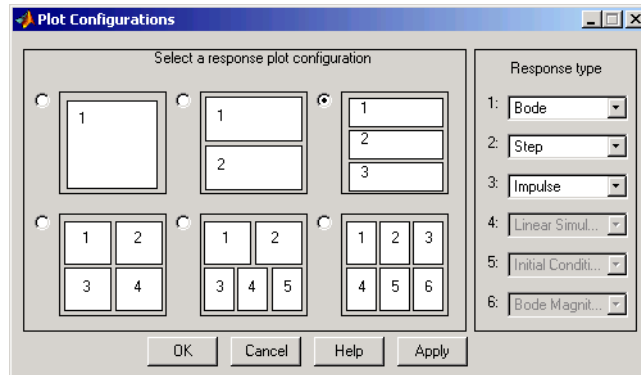 Plot Configurations
Select a response plot configuration
1
1
2
1
2
3
1 2
3 4
1 2
3 4 5
1 2 3
4 5 6
Response type
1: Bode
2: Step
3: Impulse
4: Linear Simul...
5: Initial Conditi...
6: Bode Magnit...
OK Cancel Help Apply